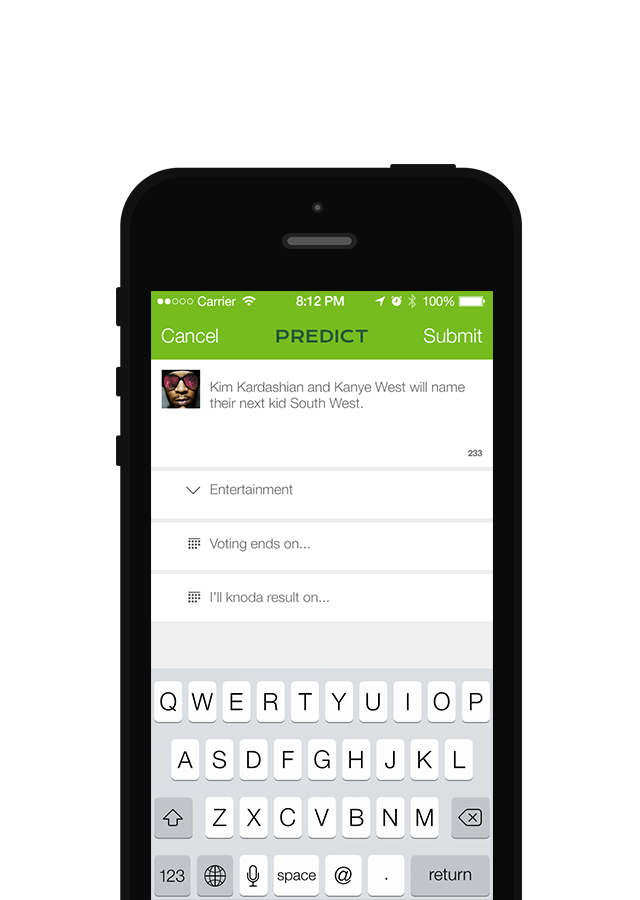 Carrier 8:12 PM 100%
Cancel PREDICT Submit
Kim Kardashian and Kanye West will name
their next kid South West.
233
Entertainment
Voting ends on...
I'll knoda result on...
Q W E R T Y U I O P
A S D F G H J K L
Z X C V B N M
123 space @ . return